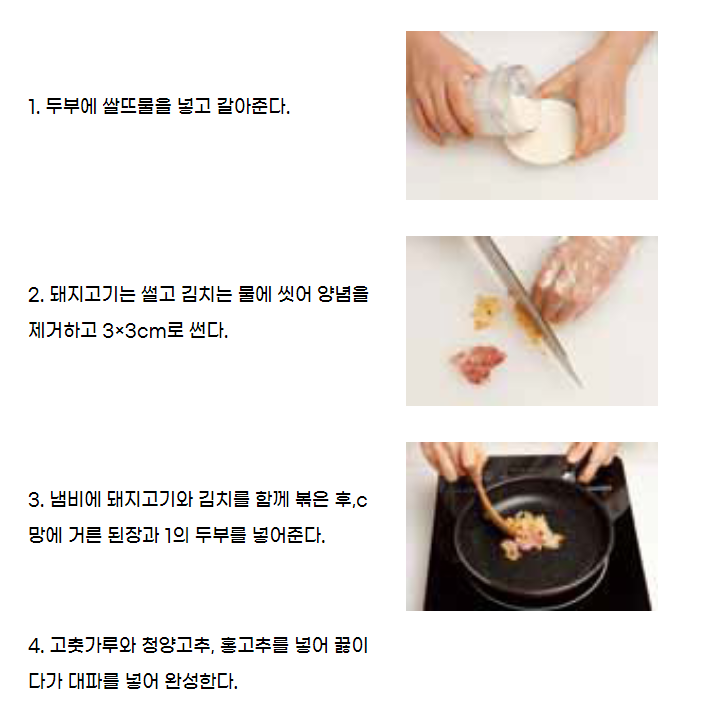 1. 두부에 쌀뜨물을 넣고 갈아준다.
2. 돼지고기는 썰고 김치는 물에 씻어 양념을
제거하고 3×3cm로 썬다.
3. 냄비에 돼지고기와 김치를 함께 볶은 후,c
망에 거른 된장과 1의 두부를 넣어준다.
4. 고춧가루와 청양고추, 홍고추를 넣어 끓이
다가 대파를 넣어 완성한다.